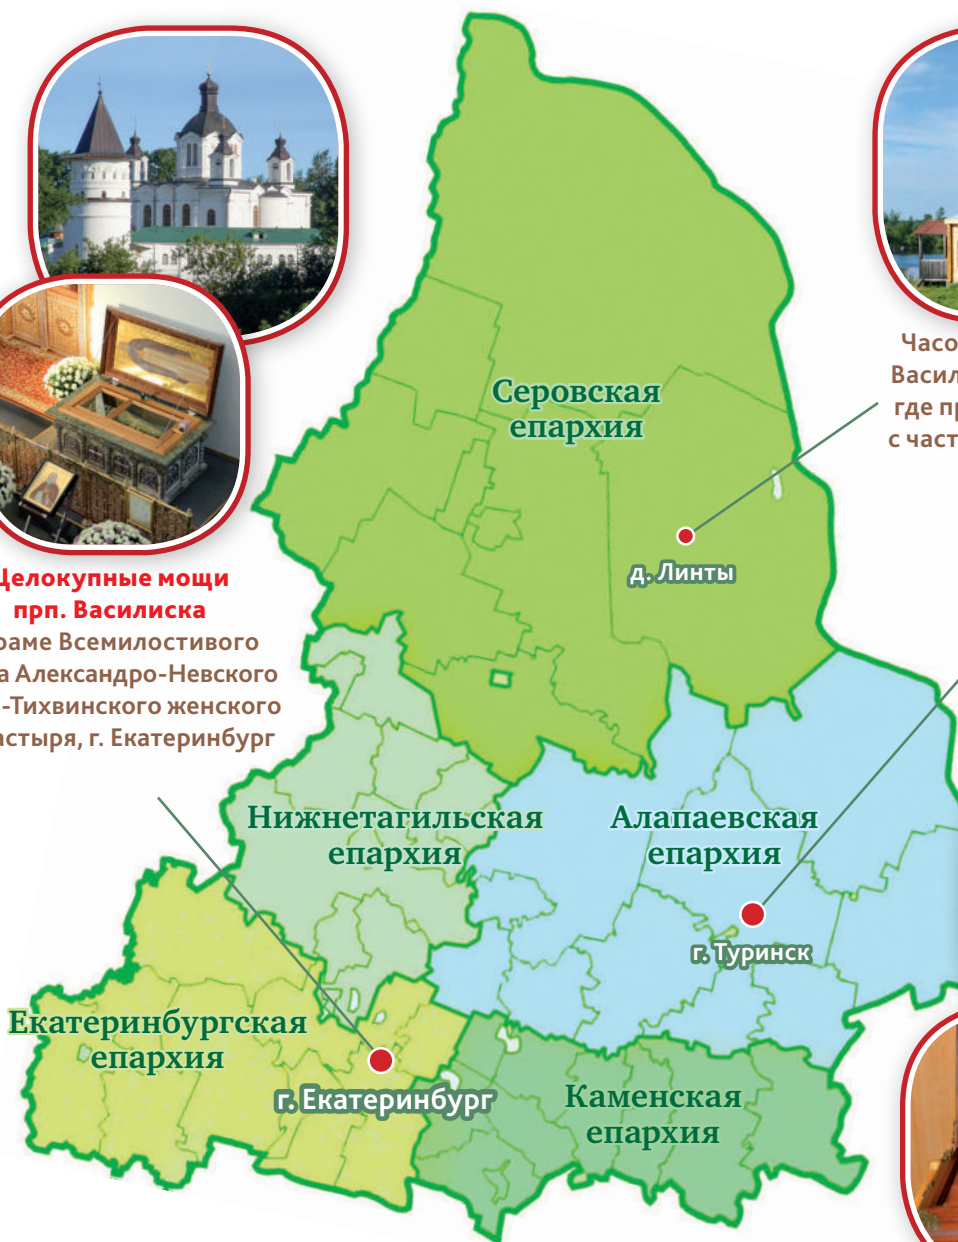 Часо
Васил
где пр
с част
Серовская
епархия
д. Линты
Целокупные мощи
прп. Василиска
раме Всемилостивого
а Александро-Невского
-Тихвинского женского
астыря, г. Екатеринбург
Нижнетагильская
епархия
Алапаевская
епархия
г. Туринск
Екатеринбургская
епархия
г. Екатеринбург
Каменская
епархия